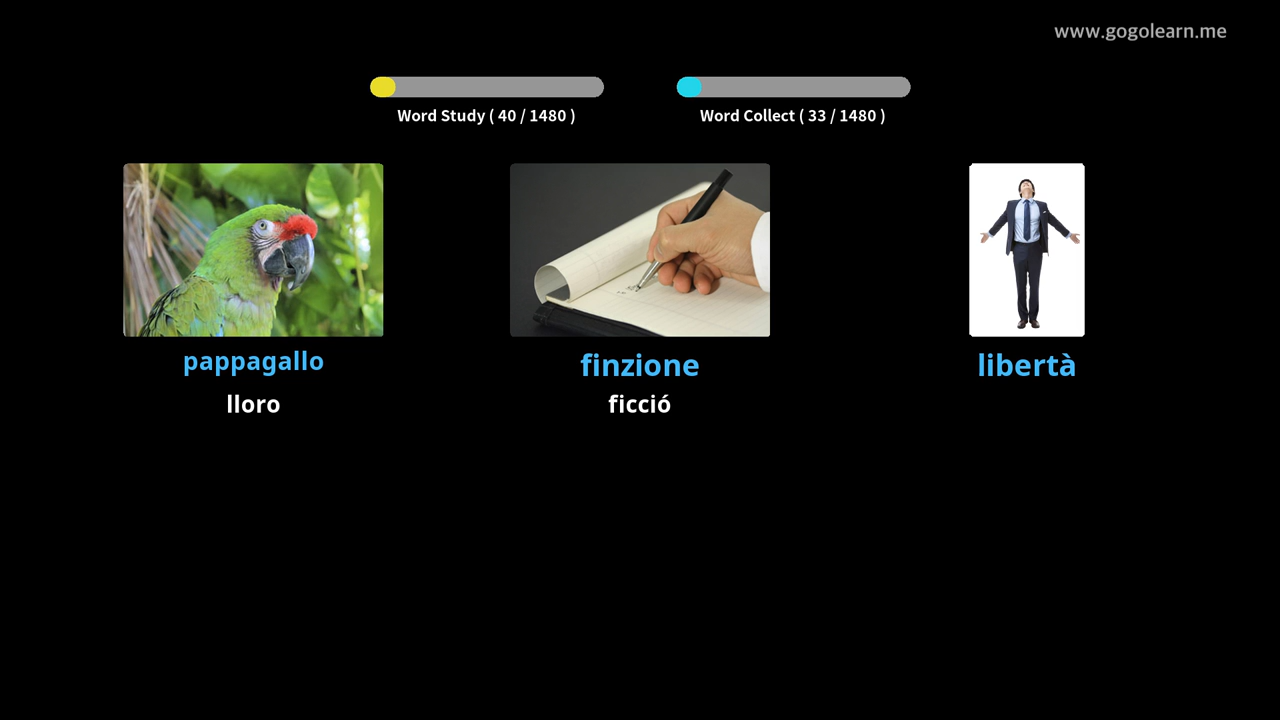 www.gogolearn.me
Word Study ( 40 / 1480 )
Word Collect ( 33 / 1480 )
pappagallo
lloro
finzione
ficció
libertà